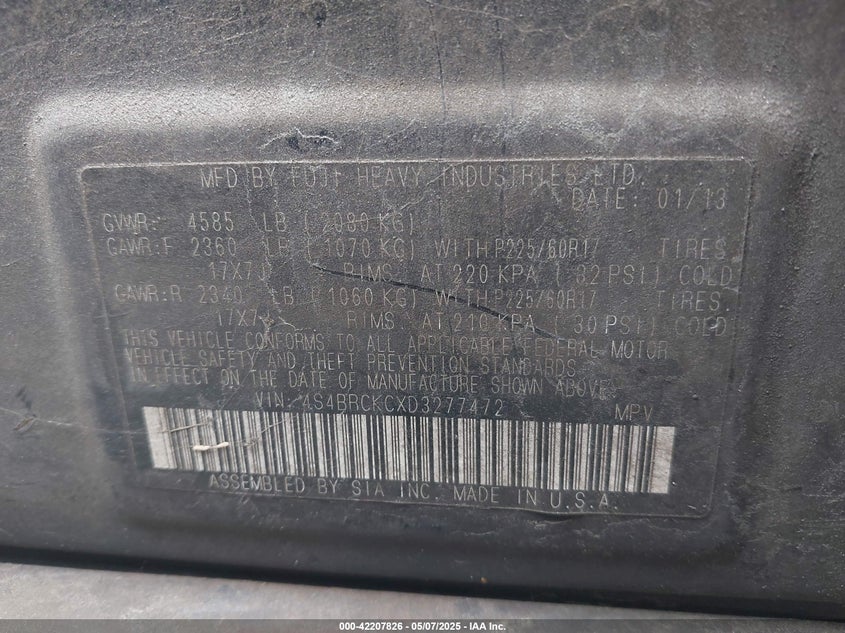 MFD BY FUJI HEAVY INDUSTRIES LTD.
DATE: 01/13
GVWR: 4585 LB ( 2080 KG)
GAWR:F 2360 LB ( 1070 KG) WITH P225/60R17 TIRES
17X7J RIMS. AT 220 KPA ( 32 PSI) COLD
GAWR:R 2340 LB ( 1060 KG) WITH P225/60R17 TIRES.
17X7 RIMS. AT 210 KPA ( 30 PSI) COLD
THIS VEHICLE CONFORMS TO ALL APPLICABLE FEDERAL MOTOR
VEHICLE SAFETY AND THEFT PREVENTION STANDARDS
IN EFFECT ON THE DATE OF MANUFACTURE SHOWN ABOVE.
VIN: 4S4BRCKCXD3277472 MPV
ASSEMBLED BY SIA INC. MADE IN U.S.A.
000-42207826 - 05/07/2025 - IAA Inc.